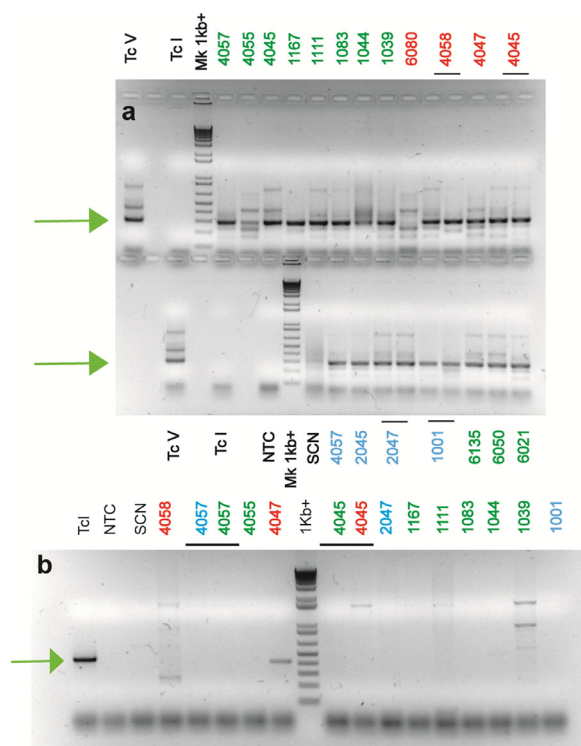 Tc V
Tc I
Mk 1kb+
4057
4055
4045
1167
1111
1083
1044
1039
6080
4058
4047
4045
a
Tc V
Tc I
NTC
Mk 1kb+
SCN
4057
2045
2047
1001
6135
6050
6021
TcI
NTC
SCN
4058
4057
4057
4055
4047
1Kb+
4045
4045
2047
1167
1111
1083
1044
1039
1001
b